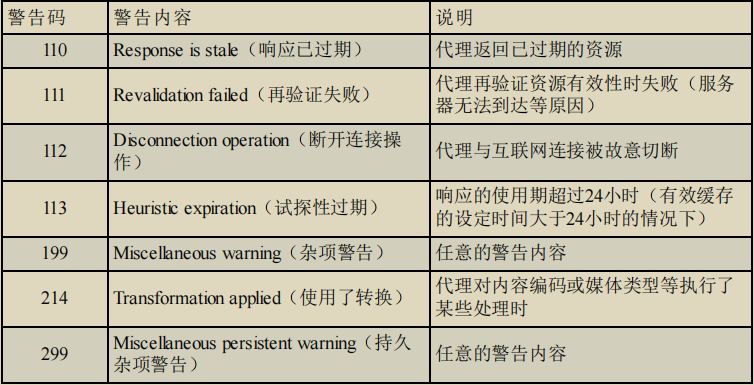 警告码 警告内容 说明
110 Response is stale（响应已过期） 代理返回已过期的资源
111 Revalidation failed（再验证失败） 代理再验证资源有效性时失败（服务
器无法到达等原因）
112 Disconnection operation（断开连接操
作） 代理与互联网连接被故意切断
113 Heuristic expiration（试探性过期） 响应的使用期超过24小时（有效缓存
的设定时间大于24小时的情况下）
199 Miscellaneous warning（杂项警告） 任意的警告内容
214 Transformation applied（使用了转换） 代理对内容编码或媒体类型等执行了
某些处理时
299 Miscellaneous persistent warning（持久
杂项警告） 任意的警告内容